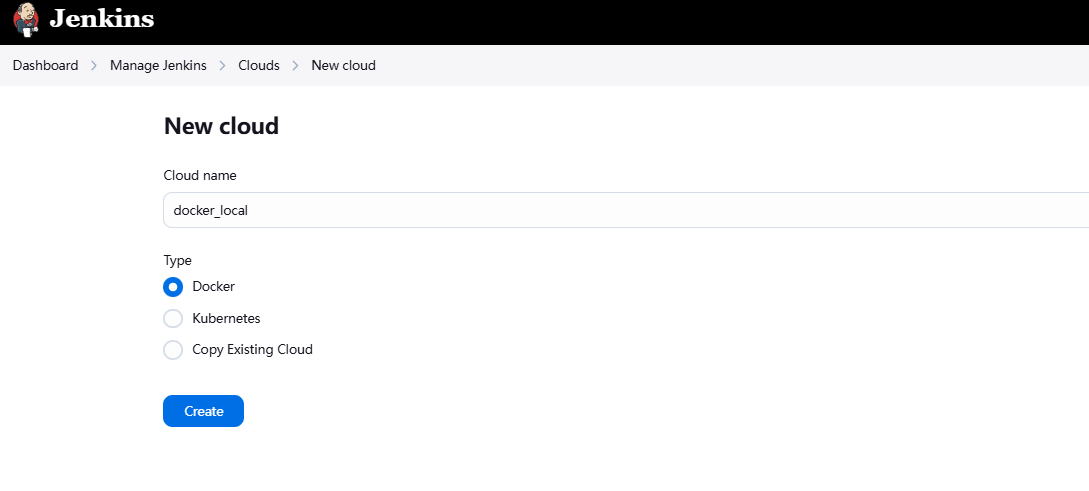 Jenkins
Dashboard > Manage Jenkins > Clouds > New cloud
New cloud
Cloud name
docker_local
Type
Docker
Kubernetes
Copy Existing Cloud
Create